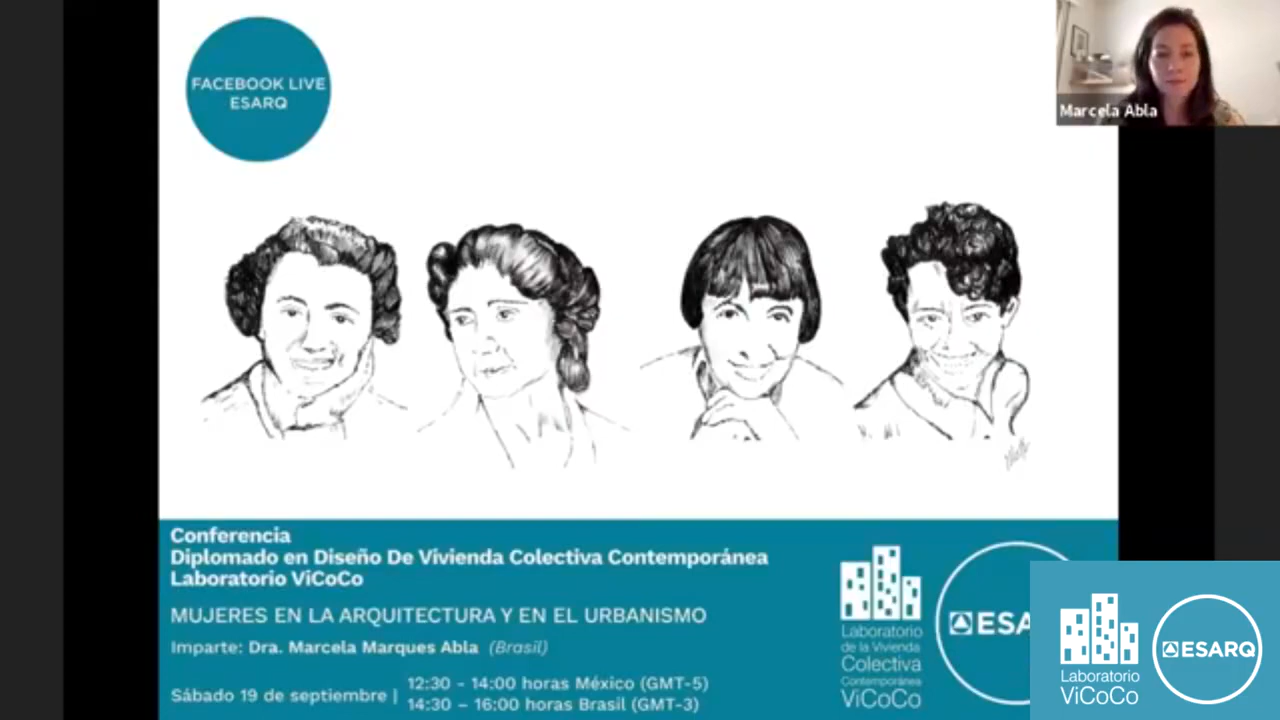 FACEBOOK LIVE
ESARQ
Marcela Abla
Conferencia
Diplomado en Diseño De Vivienda Colectiva Contemporánea
Laboratorio ViCoCo
MUJERES EN LA ARQUITECTURA Y EN EL URBANISMO
Imparte: Dra. Marcela Marques Abla (Brasil)
Sábado 19 de septiembre |
12:30 - 14:00 horas México (GMT-5)
14:30 - 16:00 horas Brasil (GMT-3)
Laboratorio
de la Vivienda
Colectiva
Contemporánea
ViCoCo
ESA
Laboratorio
ViCoCo
ESARQ